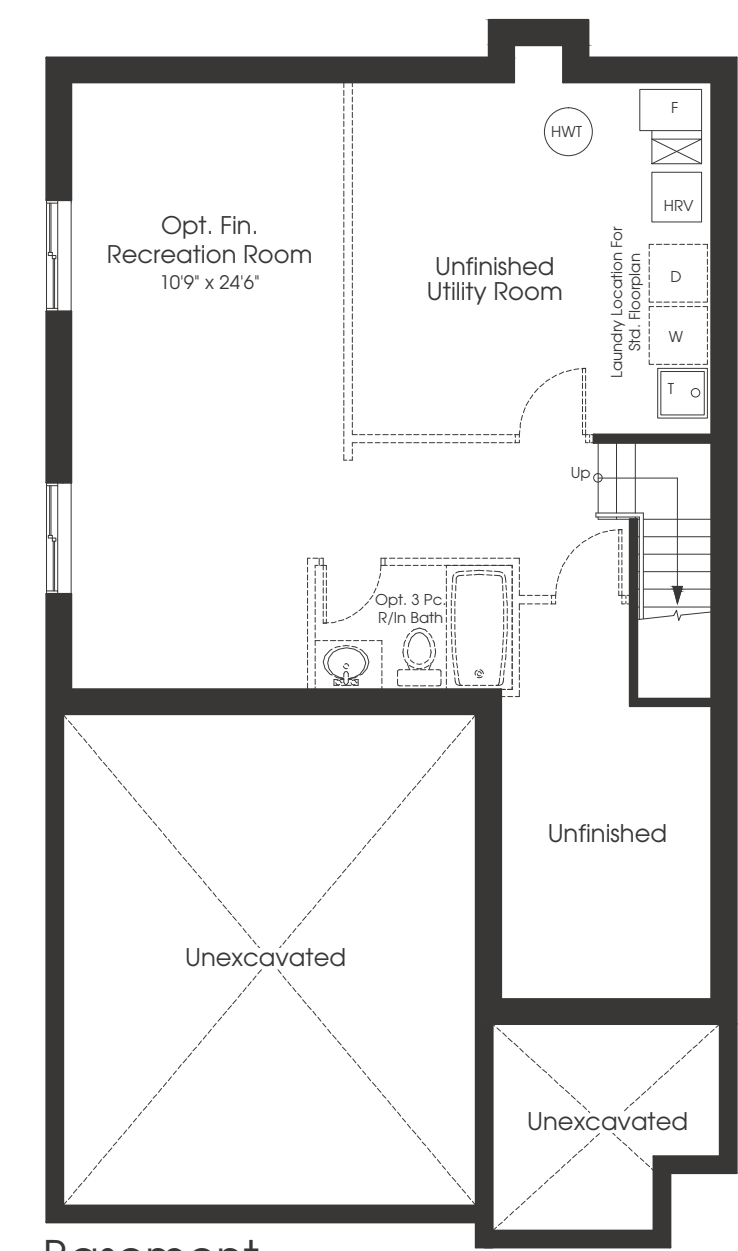 HWT
F
HRV
Opt. Fin.
Recreation Room
10'9" x 24'6"
Unfinished
Utility Room
Laundry Location For
Std. Floorplan
D
W
T
Up
Opt. 3 Pc.
R/In Bath
Unfinished
Unexcavated
Unexcavated
Basement